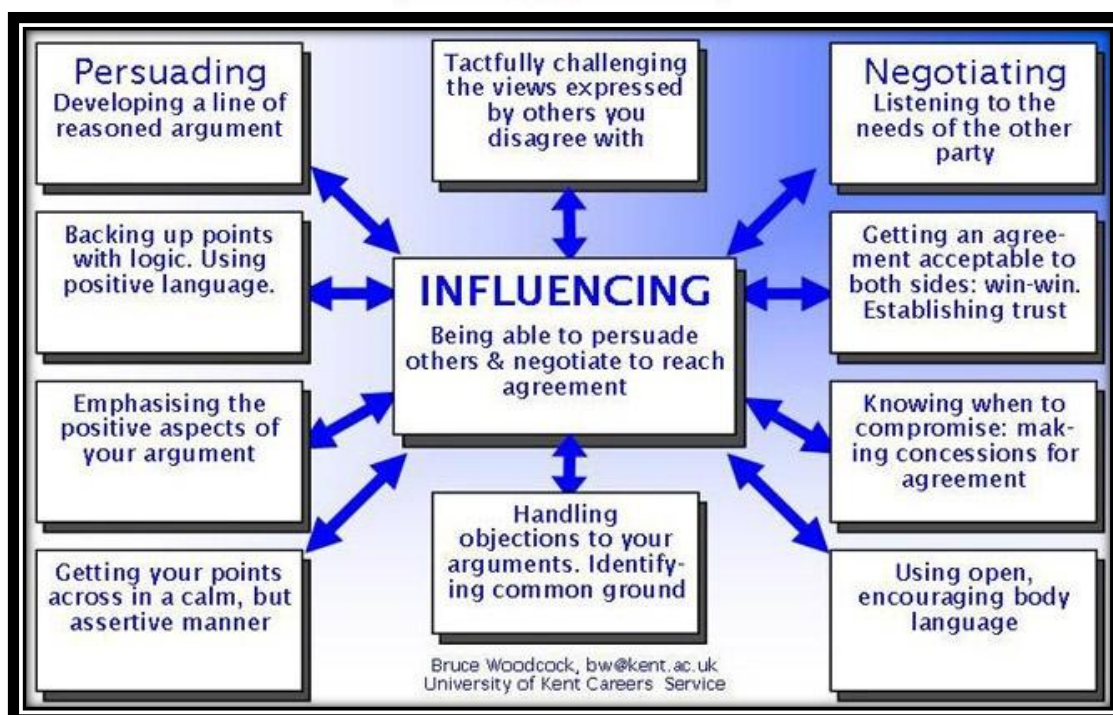 Persuading
Developing a line of
reasoned argument
Tactfully challenging
the views expressed
by others you
disagree with
Negotiating
Listening to the
needs of the other
party
Backing up points
with logic. Using
positive language.
INFLUENCING
Being able to persuade
others & negotiate to reach
agreement
Getting an agree-
ment acceptable to
both sides: win-win.
Establishing trust
Emphasising the
positive aspects of
your argument
Knowing when to
compromise: mak-
ing concessions for
agreement
Getting your points
across in a calm, but
assertive manner
Handling
objections to your
arguments. Identify-
ing common ground
Using open,
encouraging body
language
Bruce Woodcock, bw@kent.ac.uk
University of Kent Careers Service